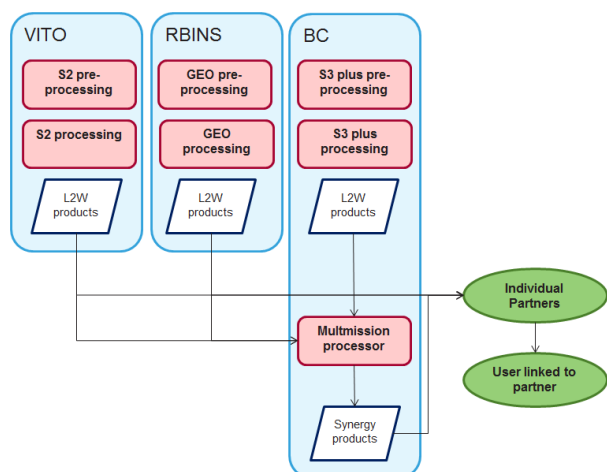 VITO
RBINS
BC
S2 pre-
processing
GEO pre-
processing
S3 plus pre-
processing
S2 processing
GEO
processing
S3 plus
processing
L2W
products
L2W
products
L2W
products
Individual
Partners
Multmission
processor
User linked to
partner
Synergy
products